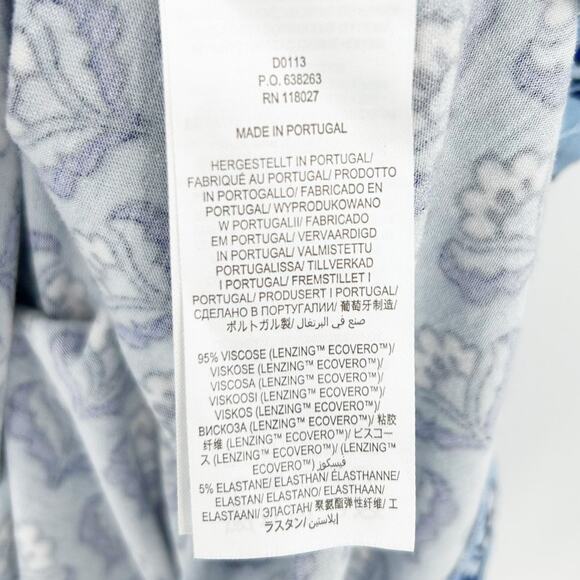 D0113
P.O. 638263
RN 118027
MADE IN PORTUGAL
HERGESTELLT IN PORTUGAL/
FABRIQUÉ AU PORTUGAL/ PRODOTTO
IN PORTOGALLO/ FABRICADO EN
PORTUGAL/ WYPRODUKOWANO
W PORTUGALII/ FABRICADO
EM PORTUGAL/ VERVAARDIGD
IN PORTUGAL/ VALMISTETTU
PORTUGALISSA/ TILLVERKAD
I PORTUGAL/ FREMSTILLET I
PORTUGAL/ PRODUSERT I PORTUGAL/
СДЕЛАНО В ПОРТУГАЛИИ/ 葡萄牙制造/
ポルトガル製/ صنع في البرتغال/
95% VISCOSE (LENZING™ ECOVERO™)/
VISKOSE (LENZING™ ECOVERO™)/
VISCOSA (LENZING™ ECOVERO™)/
VISKOOSI (LENZING™ ECOVERO™)/
VISKOS (LENZING™ ECOVERO™)/
ВИСКОЗА (LENZING™ ECOVERO™)/ 粘胶
纤维 (LENZING™ ECOVERO™)/ ビスコー
ス (LENZING™ ECOVERO™)/ (LENZING™
ECOVERO™) فيسكوز/
5% ELASTANE/ ELASTHAN/ ÉLASTHANNE/
ELASTAN/ ELASTANO/ ELASTHAAN/
ELASTAANI/ ЭЛАСТАН/ 聚氨酯弹性纤维/ エ
ラスタン/ إيلاستين/